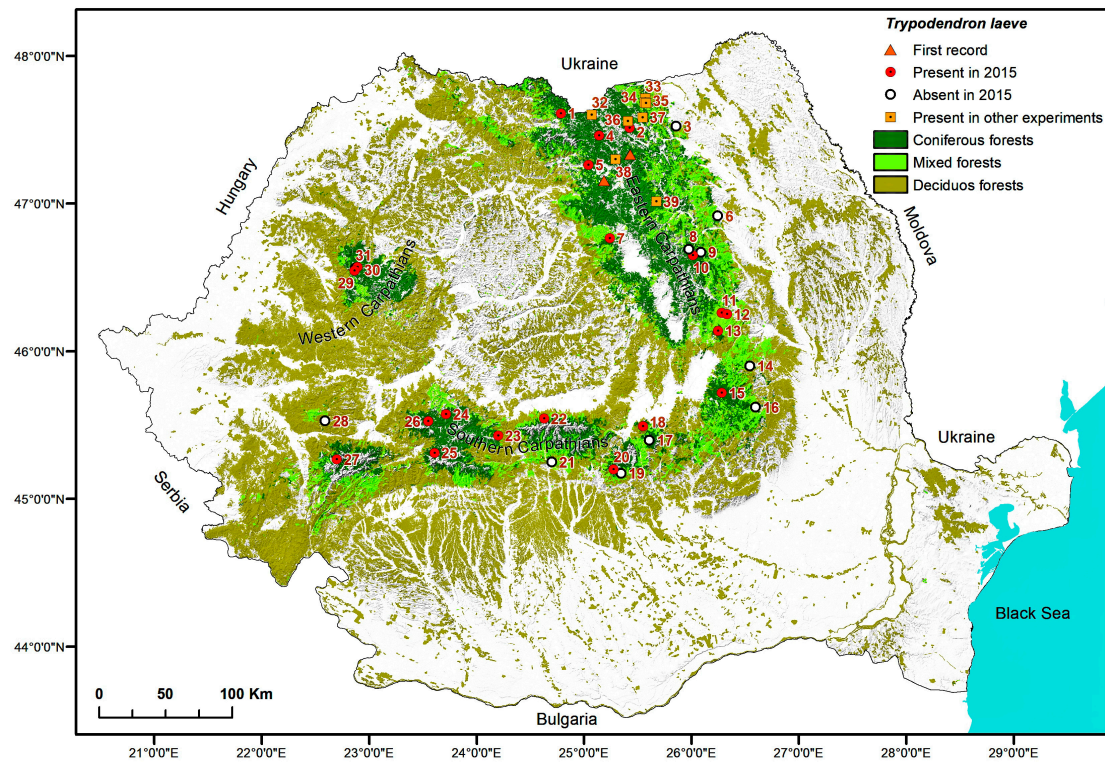 Trypodendron laeve
First record
Present in 2015
Absent in 2015
Present in other experiments
Coniferous forests
Mixed forests
Deciduos forests
48°0'0"N
47°0'0"N
46°0'0"N
45°0'0"N
44°0'0"N
Ukraine
Hungary
Moldova
Serbia
Ukraine
Black Sea
Bulgaria
Eastern Carpathians
Western Carpathians
Southern Carpathians
33
34
35
32
1
36
37
2
3
4
5
38
39
6
7
8
9
10
31
30
29
11
12
13
14
15
16
28
26
24
22
18
23
17
27
25
21
20
19
0 50 100 Km
21°0'0"E 22°0'0"E 23°0'0"E 24°0'0"E 25°0'0"E 26°0'0"E 27°0'0"E 28°0'0"E 29°0'0"E